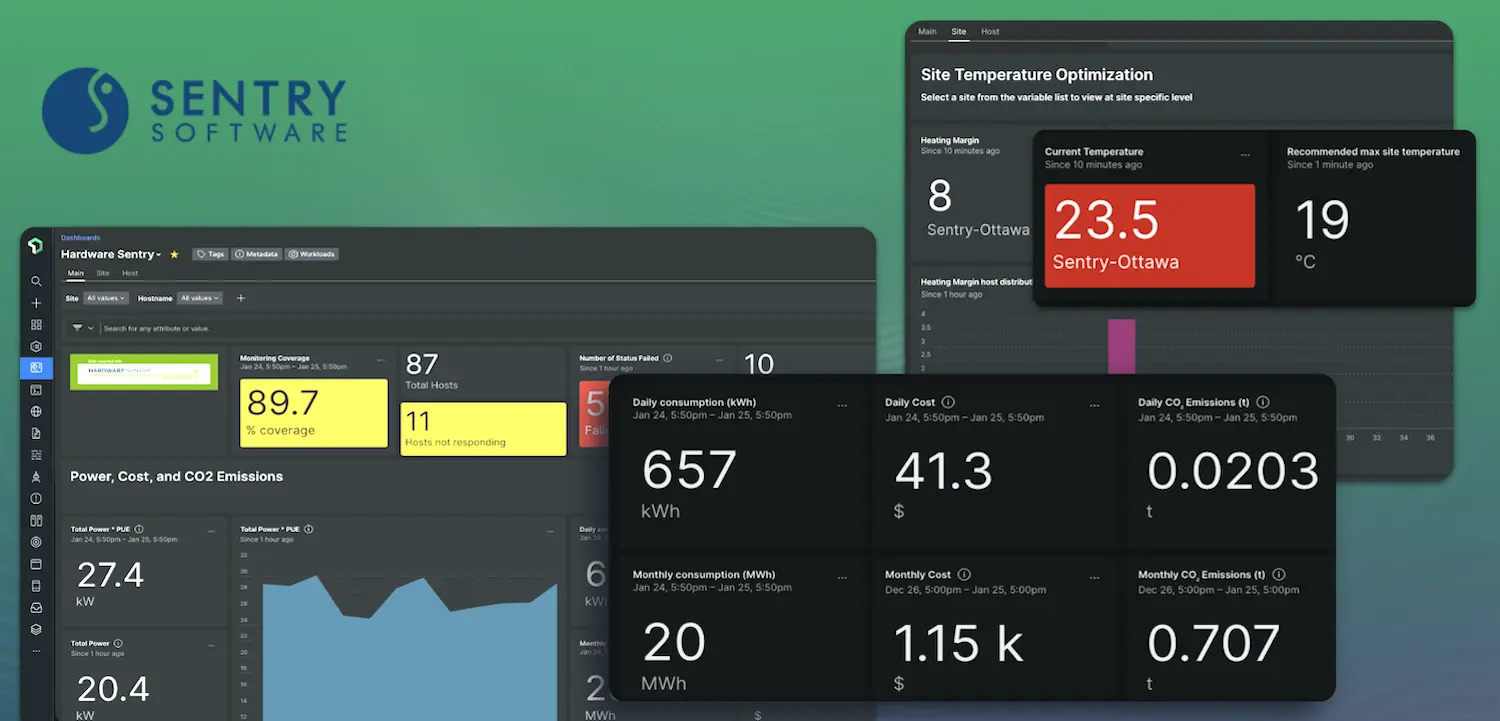 SENTRY
SOFTWARE
Main Site Host
Site Temperature Optimization
Select a site from the variable list to view at site specific level
Heating Margin
Since 10 minutes ago
8
Sentry-Ottawa
Current Temperature
Since 10 minutes ago
...
23.5
Sentry-Ottawa
Recommended max site temperature
Since 1 minute ago
19
°C
Heating Margin host distribut
Since 1 hour ago
4
3.5
3
2.5
2
30 32 34 36
Dashboards
Hardware Sentry
Tags Metadata Workloads
Main Site Host
Site All values Hostname All values +
Search for any attribute or value.
HARDWARE SENTRY
Monitoring Coverage
Jan 24, 5:50pm – Jan 25, 5:50pm
...
89.7
% coverage
87
Total Hosts
11
Hosts not responding
Number of Status Failed
Since 1 hour ago
...
5
Fail
10
Power, Cost, and CO2 Emissions
Total Power * PUE
Jan 24, 5:50pm – Jan 25, 5:50pm
...
27.4
kW
Total Power
Since 1 hour ago
...
20.4
kW
Total Power * PUE
Since 1 hour ago
...
32
30
28
26
24
22
20
18
16
14
12
Daily co
Jan 24,
6
kW
Monthly
Jan 24,
2
MWh
$
Daily consumption (kWh)
Jan 24, 5:50pm – Jan 25, 5:50pm
...
657
kWh
Daily Cost
Jan 24, 5:50pm – Jan 25, 5:50pm
...
41.3
$
Daily CO₂ Emissions (t)
Jan 24, 5:50pm – Jan 25, 5:50pm
0.0203
t
Monthly consumption (MWh)
Jan 24, 5:50pm – Jan 25, 5:50pm
...
20
MWh
Monthly Cost
Dec 26, 5:00pm – Jan 25, 5:00pm
...
1.15 k
$
Monthly CO₂ Emissions (t)
Dec 26, 5:00pm – Jan 25, 5:00pm
0.707
t